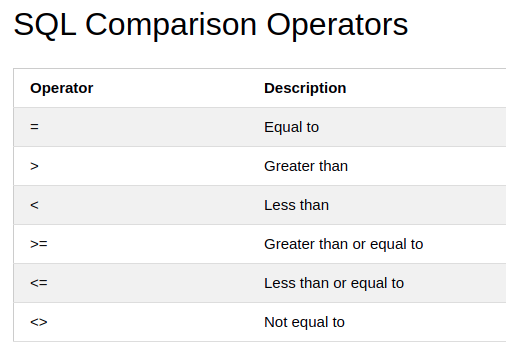 SQL Comparison Operators
Operator Description
= Equal to
> Greater than
< Less than
>= Greater than or equal to
<= Less than or equal to
<> Not equal to